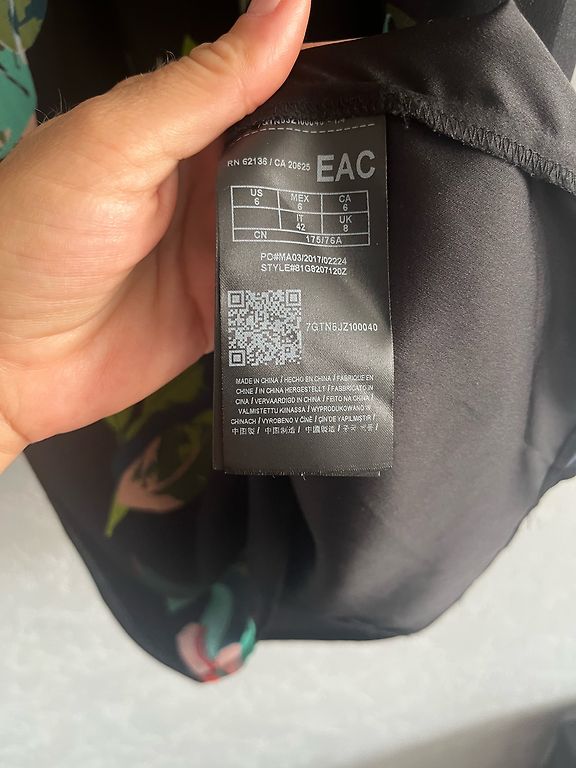 RN 62136 / CA 20625 EAC
US 6 MEX 6 CA 6
IT 42 UK 8
CN 175/76A
PO#MA03/2017/02224
STYLE#81G8207120Z
7GTN5JZ100040
MADE IN CHINA / HECHO EN CHINA / FABRIQUE EN
CHINE / IN CHINA HERGESTELLT / FABBRICATO IN
CINA / VERVAARDIGD IN CHINA / FEITO NA CHINA /
VALMISTETTU KIINASSA / WYPRODUKOWANO W
CHINACH / VYROBENO V ČÍNĚ / ÇİN'DE YAPILMIŞTIR /
中国製 / 中国制造 / 中國製造 /